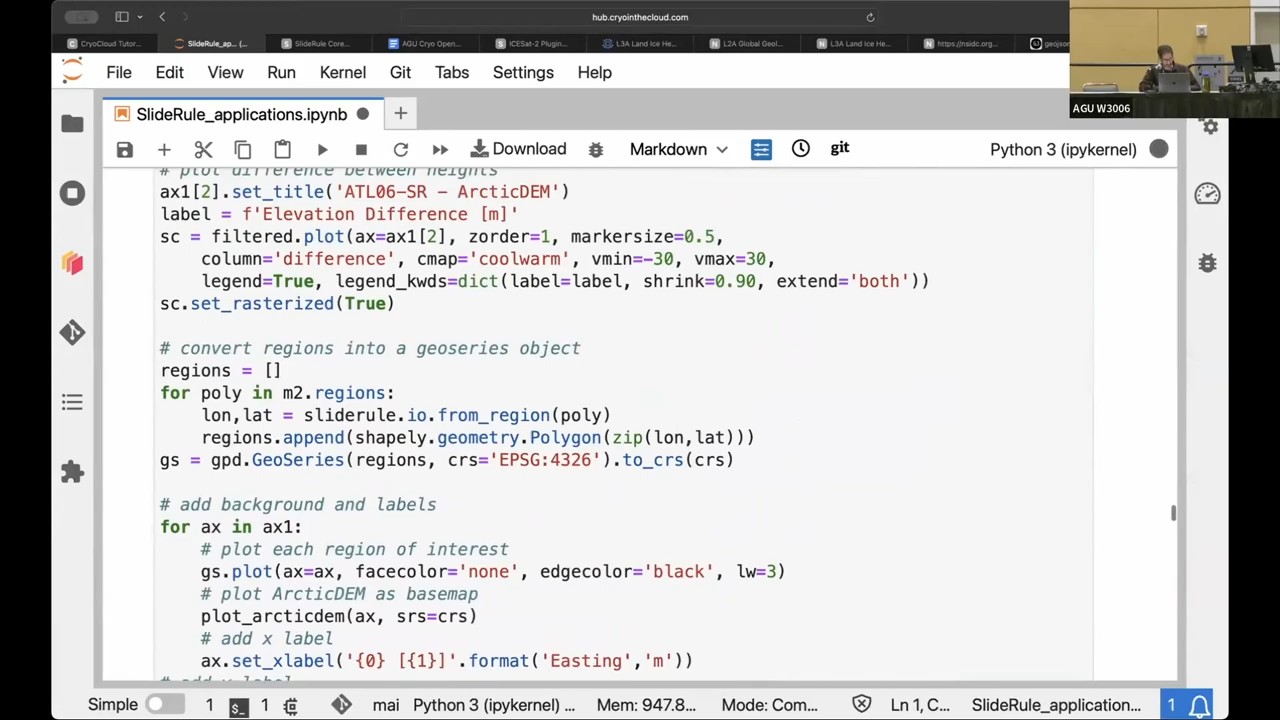 hub.cryointhecloud.com
CryoCloud Tutor...
SlideRule_ap... (
SlideRule Core...
AGU Cryo Open...
ICESat-2 Plugin...
L3A Land Ice He...
L2A Global Geol...
L3A Land Ice He...
https://nsidc.org...
geojson
AGU W3006
File Edit View Run Kernel Git Tabs Settings Help
SlideRule_applications.ipynb
Download Markdown git Python 3 (ipykernel)
# plot difference between heights
ax1[2].set_title('ATL06-SR - ArcticDEM')
label = f'Elevation Difference [m]'
sc = filtered.plot(ax=ax1[2], zorder=1, markersize=0.5,
column='difference', cmap='coolwarm', vmin=-30, vmax=30,
legend=True, legend_kwds=dict(label=label, shrink=0.90, extend='both'))
sc.set_rasterized(True)
# convert regions into a geoseries object
regions = []
for poly in m2.regions:
lon,lat = sliderule.io.from_region(poly)
regions.append(shapely.geometry.Polygon(zip(lon,lat)))
gs = gpd.GeoSeries(regions, crs='EPSG:4326').to_crs(crs)
# add background and labels
for ax in ax1:
# plot each region of interest
gs.plot(ax=ax, facecolor='none', edgecolor='black', lw=3)
# plot ArcticDEM as basemap
plot_arcticdem(ax, srs=crs)
# add x label
ax.set_xlabel('{0} [{1}]'.format('Easting','m'))
# add y label
Simple 1 1 mai Python 3 (ipykernel) ... Mem: 947.8... Mode: Com... Ln 1, C... SlideRule_application... 1